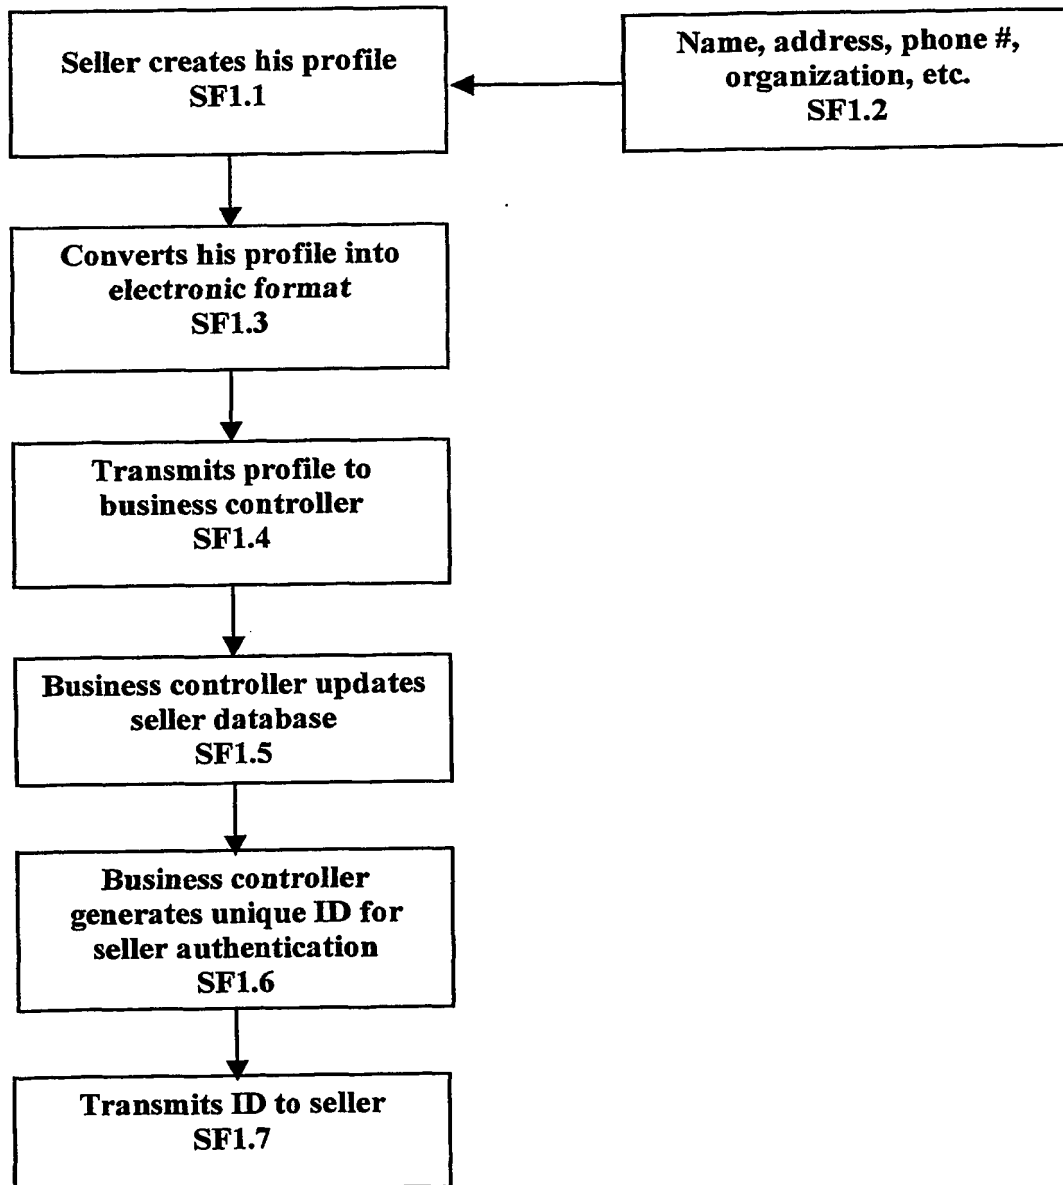 Seller creates his profile
SF1.1
Name, address, phone #,
organization, etc.
SF1.2
Converts his profile into
electronic format
SF1.3
Transmits profile to
business controller
SF1.4
Business controller updates
seller database
SF1.5
Business controller
generates unique ID for
seller authentication
SF1.6
Transmits ID to seller
SF1.7